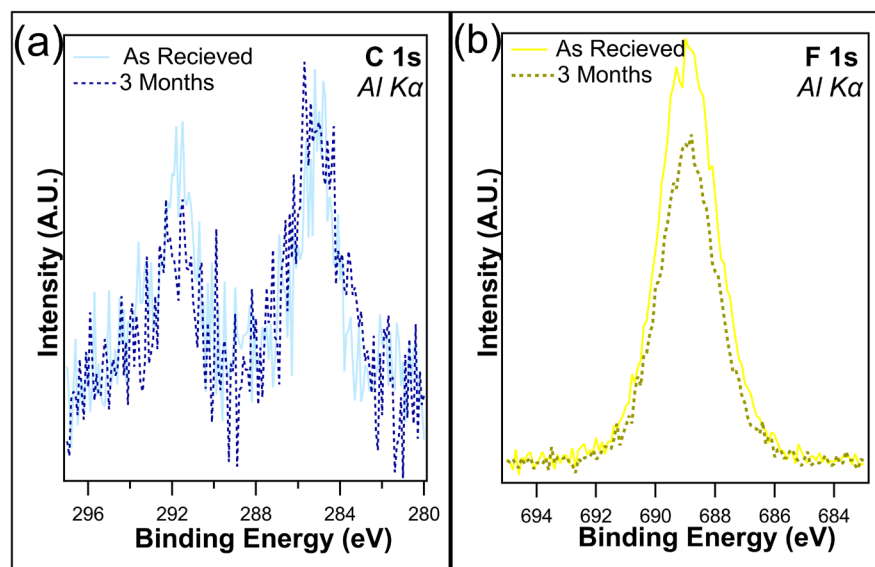 (a)
As Recieved
3 Months
C 1s
Al Kα
Intensity (A.U.)
296
292
288
284
280
Binding Energy (eV)
(b)
As Recieved
3 Months
F 1s
Al Kα
Intensity (A.U.)
694
692
690
688
686
684
Binding Energy (eV)